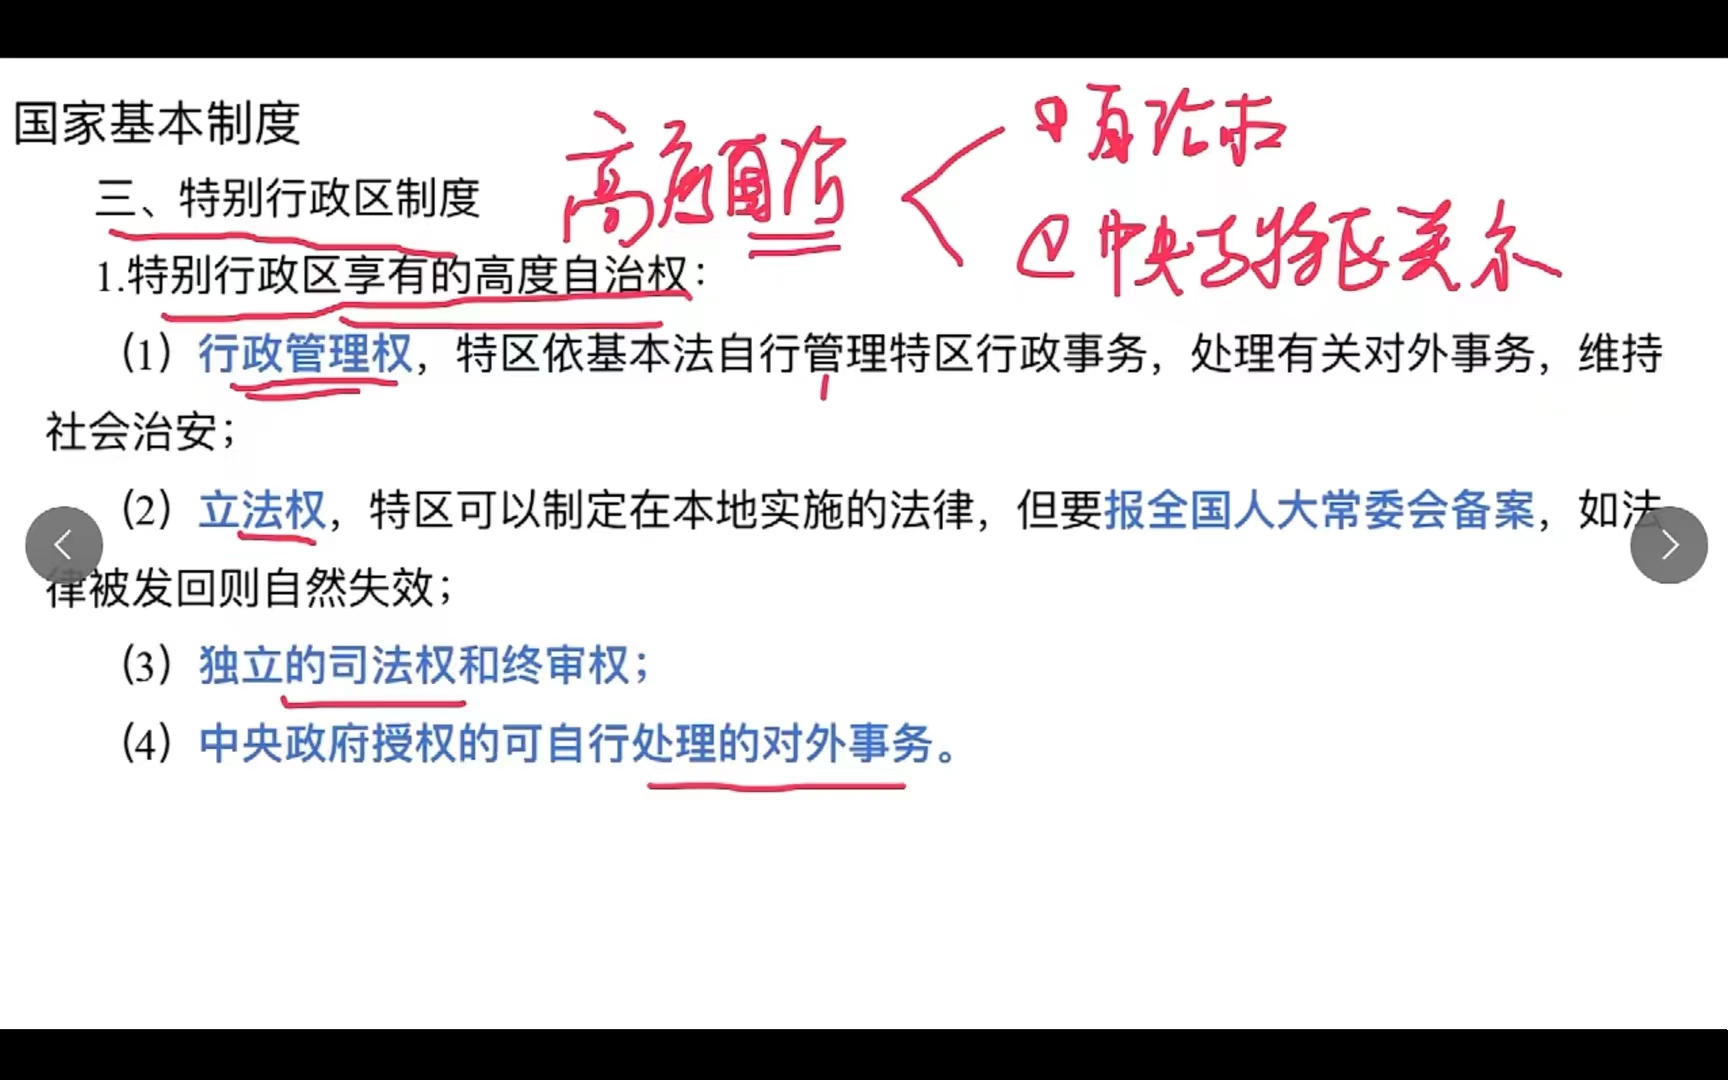 国家基本制度
高度自治
①自治权
②中央与特区关系
三、特别行政区制度
1.特别行政区享有的高度自治权：
（1）行政管理权，特区依基本法自行管理特区行政事务，处理有关对外事务，维持
社会治安；
（2）立法权，特区可以制定在本地实施的法律，但要报全国人大常委会备案，如法
律被发回则自然失效；
（3）独立的司法权和终审权；
（4）中央政府授权的可自行处理的对外事务。